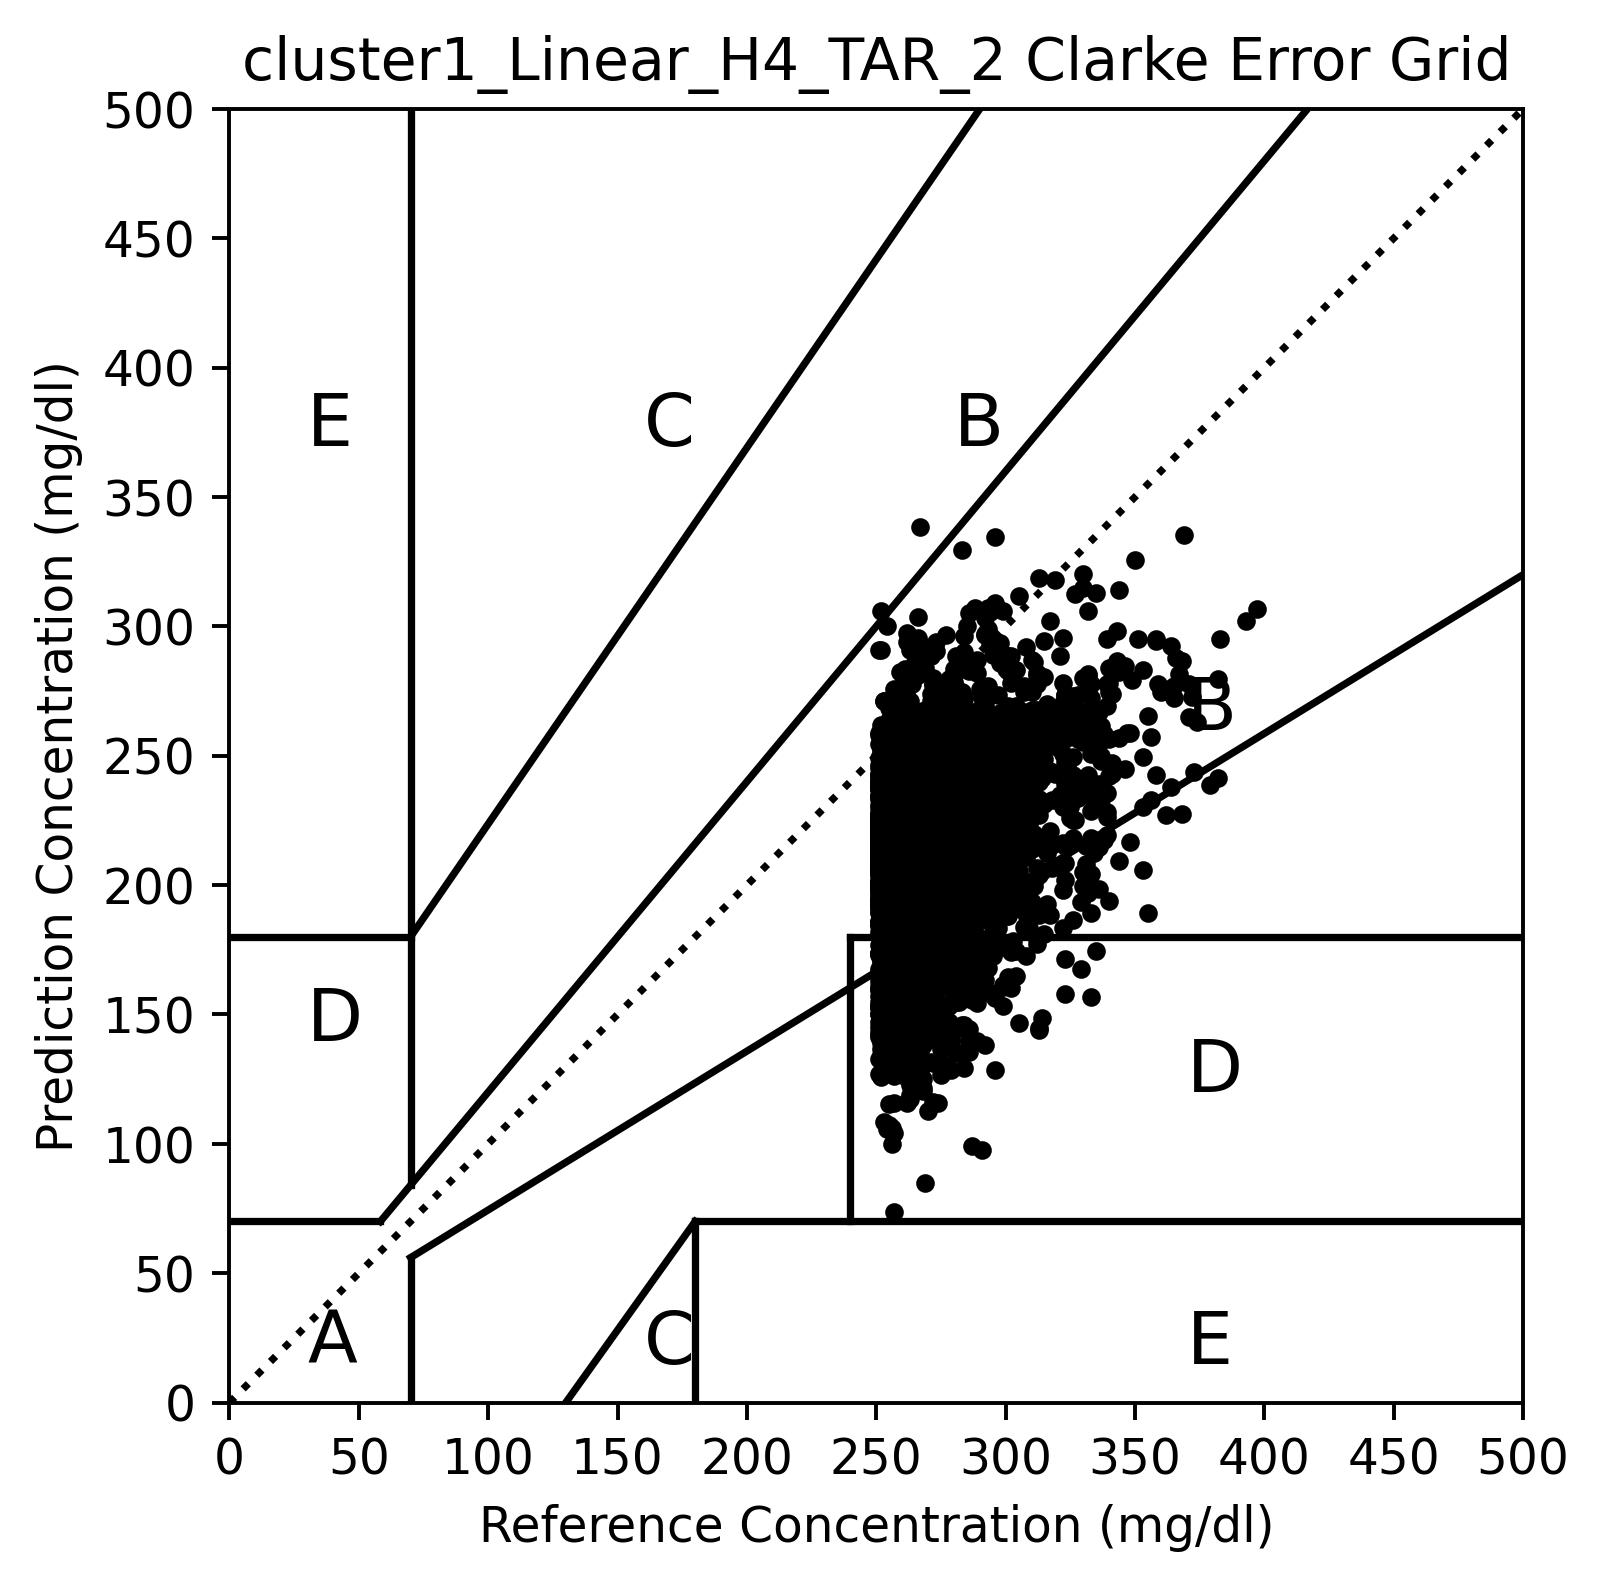 cluster1_Linear_H4_TAR_2 Clarke Error Grid
500
450
400
350
300
250
200
150
100
50
0
Prediction Concentration (mg/dl)
E
C
B
B
D
D
A
C
E
0 50 100 150 200 250 300 350 400 450 500
Reference Concentration (mg/dl)